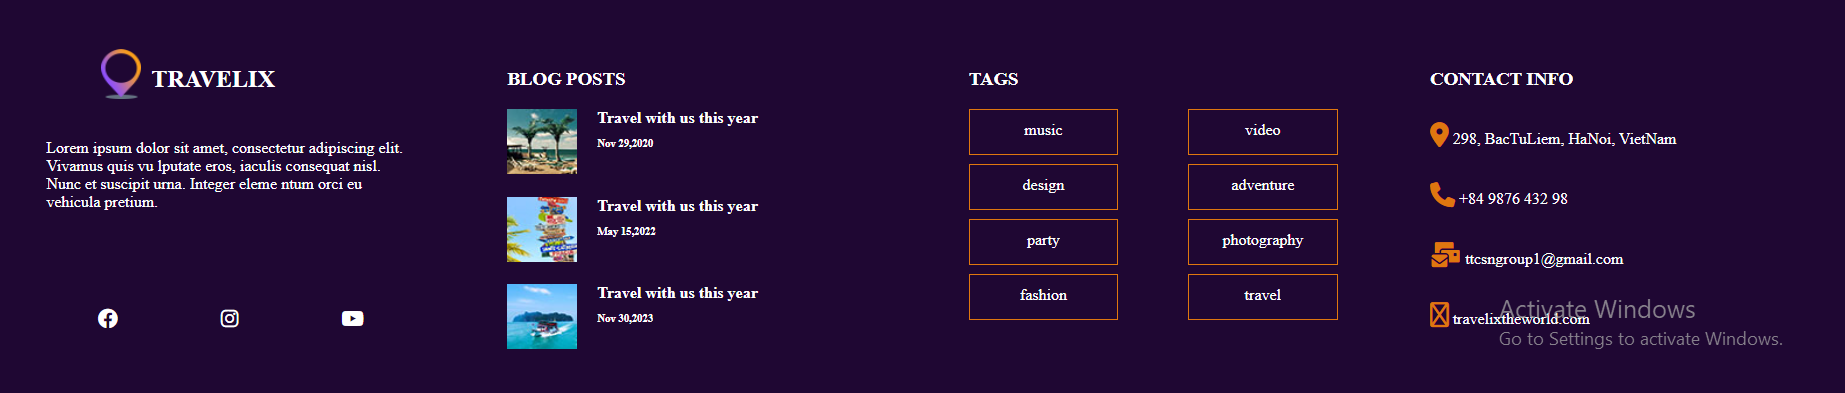 TRAVELIX
Lorem ipsum dolor sit amet, consectetur adipiscing elit.
Vivamus quis vu lputate eros, iaculis consequat nisl.
Nunc et suscipit urna. Integer eleme ntum orci eu
vehicula pretium.
BLOG POSTS
Travel with us this year
Nov 29,2020
Travel with us this year
May 15,2022
Travel with us this year
Nov 30,2023
TAGS
music
video
design
adventure
party
photography
fashion
travel
CONTACT INFO
298, BacTuLiem, HaNoi, VietNam
+84 9876 432 98
ttcsngroup1@gmail.com
travelixtheworld.com
Activate Windows
Go to Settings to activate Windows.